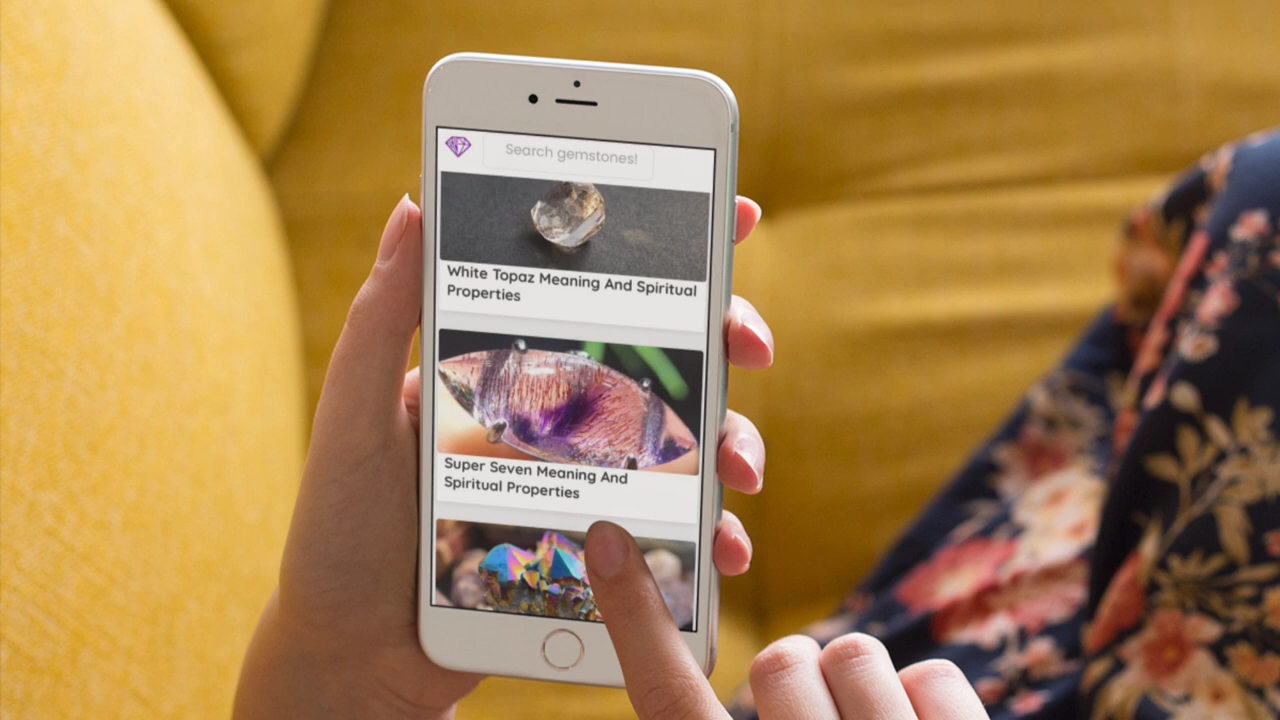 Search gemstones!
White Topaz Meaning And Spiritual
Properties
Super Seven Meaning And
Spiritual Properties